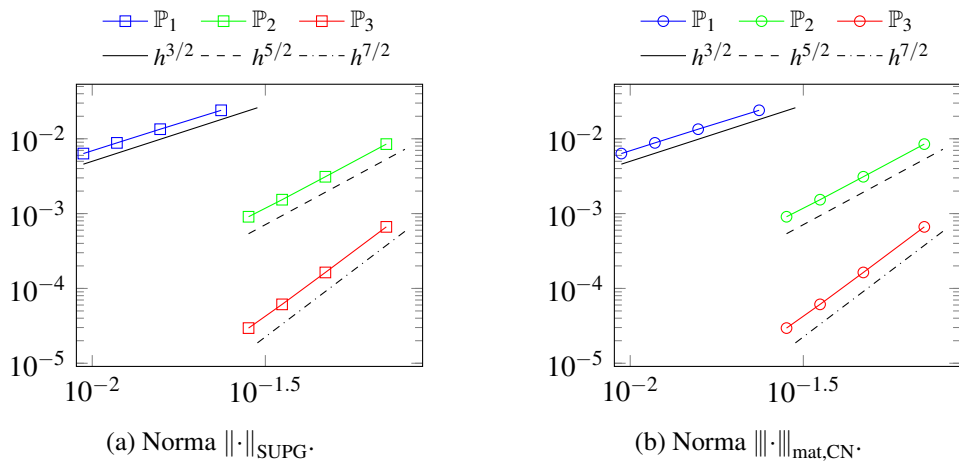 ℙ₁ ℙ₂ ℙ₃
h^{3/2} h^{5/2} h^{7/2}
10^{-2}
10^{-3}
10^{-4}
10^{-5}
10^{-2} 10^{-1.5}
(a) Norma ‖·‖_{SUPG}.
ℙ₁ ℙ₂ ℙ₃
h^{3/2} h^{5/2} h^{7/2}
10^{-2}
10^{-3}
10^{-4}
10^{-5}
10^{-2} 10^{-1.5}
(b) Norma |||·|||_{mat,CN}.